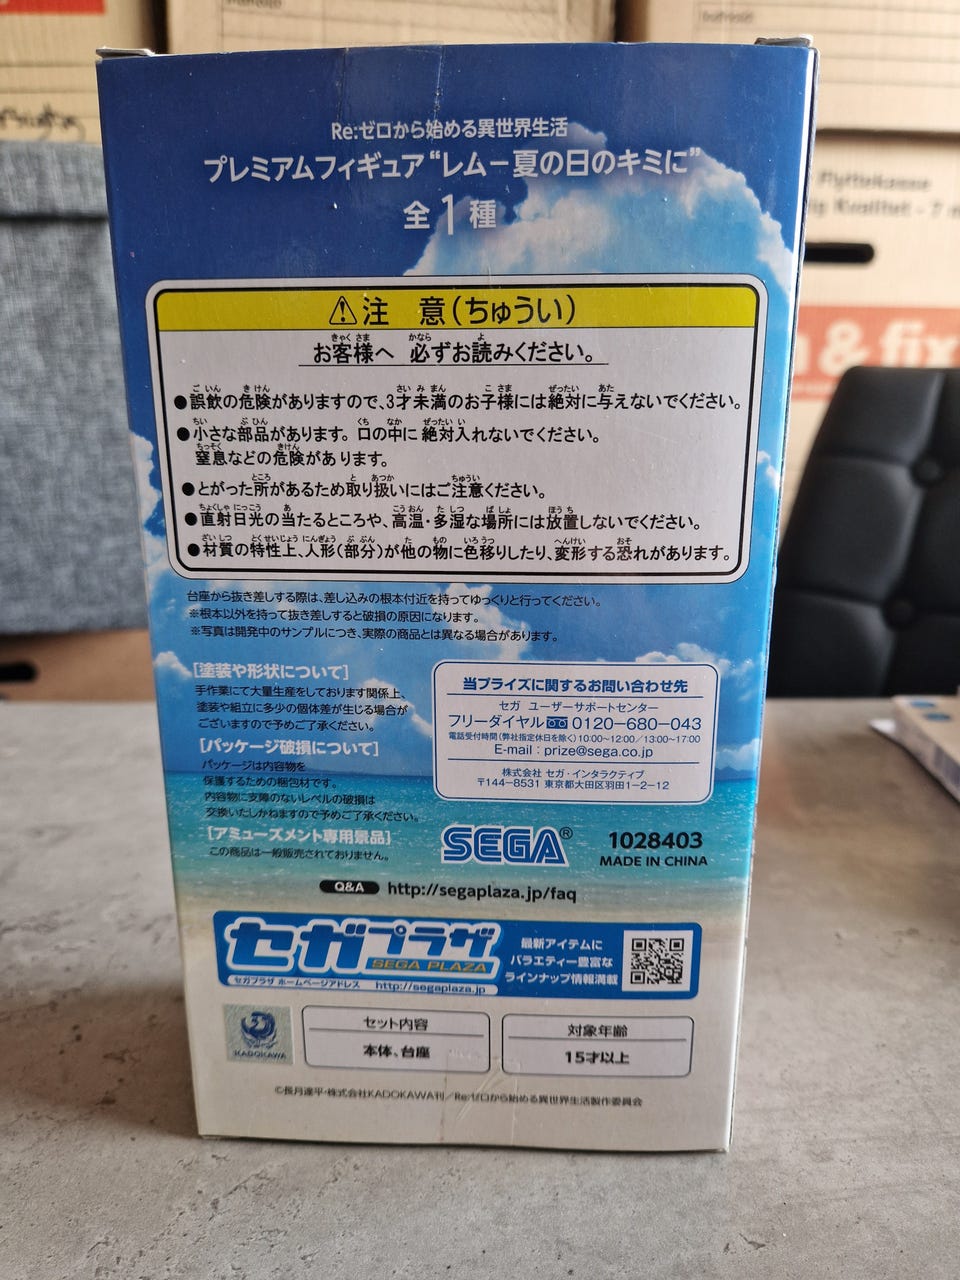 Re:ゼロから始める異世界生活
プレミアムフィギュア“レム－夏の日のキミに”
全1種
⚠注 意(ちゅうい)
お客様へ 必ずお読みください。
●誤飲の危険がありますので、3才未満のお子様には絶対に与えないでください。
●小さな部品があります。口の中に絶対入れないでください。
窒息などの危険があります。
●とがった所があるため取り扱いにはご注意ください。
●直射日光の当たるところや、高温・多湿な場所には放置しないでください。
●材質の特性上、人形(部分)が他の物に色移りしたり、変形する恐れがあります。
台座から抜き差しする際は、差し込みの根本付近を持ってゆっくりと行ってください。
※根本以外を持って抜き差しすると破損の原因になります。
※写真は開発中のサンプルにつき、実際の商品とは異なる場合があります。
[塗装や形状について]
手作業にて大量生産をしております関係上、
塗装や組立に多少の個体差が生じる場合が
ございますので予めご了承ください。
[パッケージ破損について]
パッケージは内容物を
保護するための梱包材です。
内容物に支障のないレベルの破損は
交換いたしかねますので予めご了承ください。
[アミューズメント専用景品]
この商品は一般販売されておりません。
当プライズに関するお問い合わせ先
セガ ユーザーサポートセンター
フリーダイヤル 0120-680-043
電話受付時間(弊社指定休日を除く)10:00～12:00/13:00～17:00
E-mail：prize@sega.co.jp
株式会社 セガ・インタラクティブ
〒144-8531 東京都大田区羽田1-2-12
SEGA®
1028403
MADE IN CHINA
Q&A http://segaplaza.jp/faq
セガプラザ
SEGA PLAZA
セガプラザ ホームページアドレス http://segaplaza.jp
最新アイテムに
バラエティー豊富な
ラインナップ情報満載
KADOKAWA
セット内容
本体、台座
対象年齢
15才以上
©長月達平・株式会社KADOKAWA刊／Re:ゼロから始める異世界生活製作委員会
Flyttekasse
Kvalitet - 7
& fix